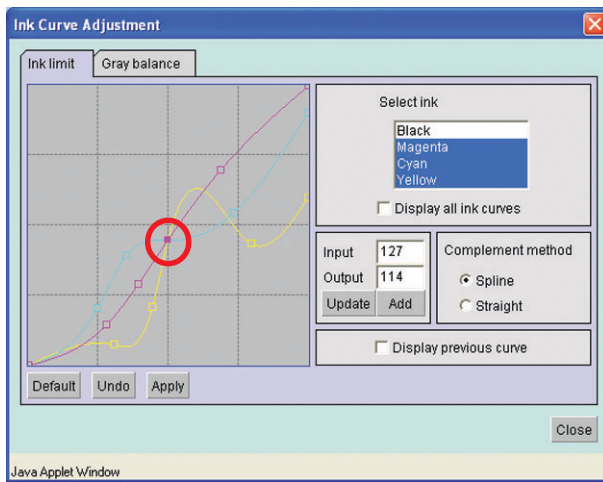 Ink Curve Adjustment
Ink limit
Gray balance
Select ink
Black
Magenta
Cyan
Yellow
Display all ink curves
Input 127
Output 114
Update Add
Complement method
Spline
Straight
Display previous curve
Default Undo Apply
Close
Java Applet Window